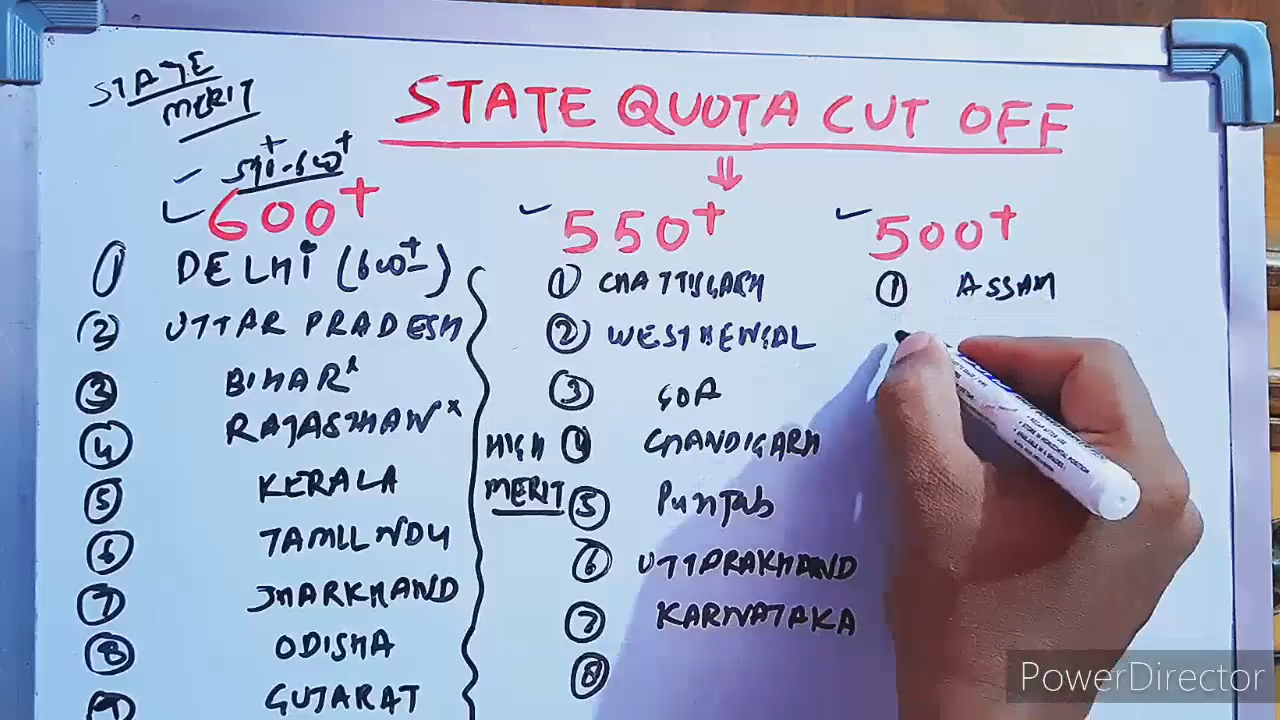 STATE
MERIT
STATE QUOTA CUT OFF
⇓
600+
① DELHI (600+)
② UTTAR PRADESH
③ BIHAR
④ RAJASTHAN x
⑤ KERALA
⑥ TAMIL NDU
⑦ JHARKHAND
⑧ ODISHA
⑨ GUJARAT
HIGH
MERIT
550+
① CHATTISGARH
② WEST BENGAL
③ GOA
④ CHANDIGARH
⑤ Punjab
⑥ UTTRAKHAND
⑦ KARNATAKA
⑧
500+
① ASSAM
PowerDirector